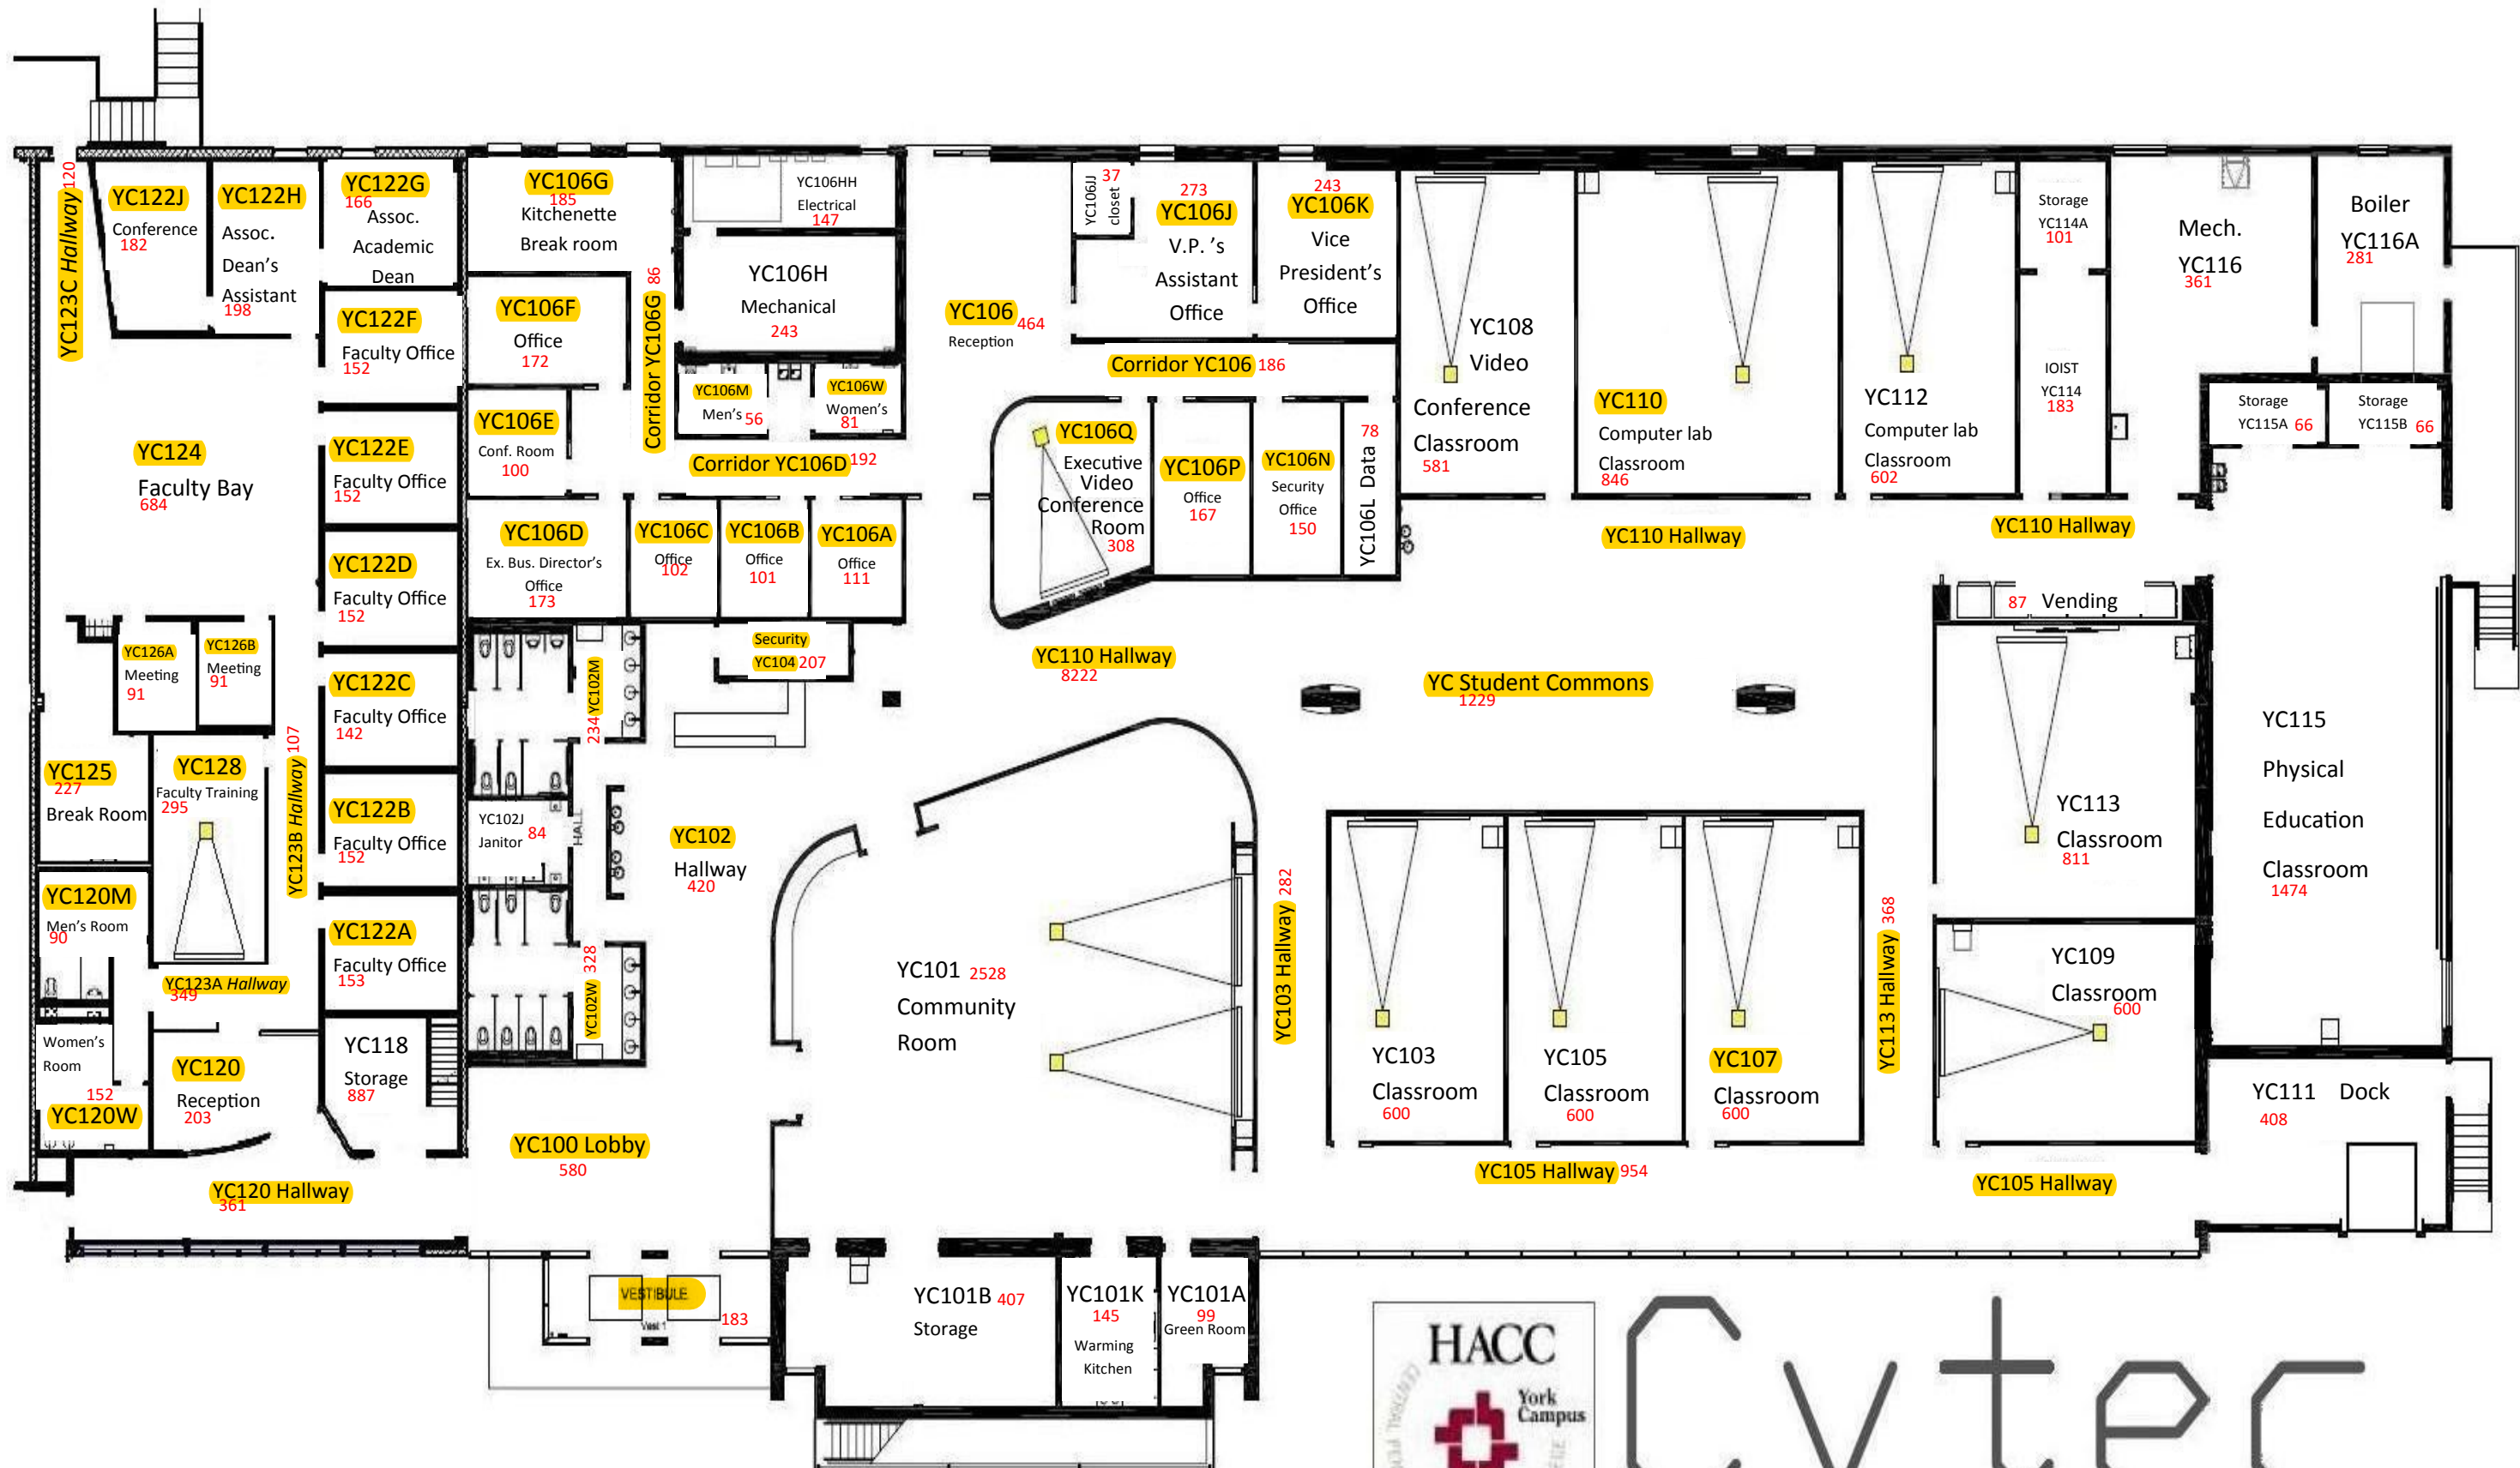 YC123C Hallway 120
YC122J
Conference
182
YC122H
Assoc.
Dean's
Assistant
198
YC122G
166
Assoc.
Academic
Dean
YC122F
Faculty Office
152
YC122E
Faculty Office
152
YC122D
Faculty Office
152
YC122C
Faculty Office
142
YC122B
Faculty Office
152
YC122A
Faculty Office
153
YC124
Faculty Bay
684
YC126A
Meeting
91
YC126B
Meeting
91
YC125
227
Break Room
YC128
Faculty Training
295
YC123B Hallway 107
YC120M
Men's Room
90
YC123A Hallway
349
Women's
Room
152
YC120W
YC120
Reception
203
YC118
Storage
887
YC120 Hallway
361
YC106G
185
Kitchenette
Break room
YC106HH
Electrical
147
YC106H
Mechanical
243
YC106F
Office
172
Corridor YC106G 86
YC106E
Conf. Room
100
YC106M
Men's 56
YC106W
Women's
81
Corridor YC106D 192
YC106D
Ex. Bus. Director's
Office
173
YC106C
Office
102
YC106B
Office
101
YC106A
Office
111
Security
YC104 207
234 YC102M
YC102J
Janitor 84
HALL
YC102W 328
YC102
Hallway
420
YC100 Lobby
580
VESTIBULE
Vest 1
183
YC106 464
Reception
YC106JJ
closet
37
273
YC106J
V.P. 's
Assistant
Office
243
YC106K
Vice
President's
Office
Corridor YC106 186
YC106Q
Executive
Video
Conference
Room
308
YC106P
Office
167
YC106N
Security
Office
150
YC106L Data 78
YC108
Video
Conference
Classroom
581
YC110
Computer lab
Classroom
846
YC112
Computer lab
Classroom
602
Storage
YC114A
101
IOIST
YC114
183
Mech.
YC116
361
Boiler
YC116A
281
Storage
YC115A 66
Storage
YC115B 66
YC110 Hallway
YC110 Hallway
YC110 Hallway
8222
YC Student Commons
1229
87 Vending
YC113
Classroom
811
YC115
Physical
Education
Classroom
1474
YC101 2528
Community
Room
YC103 Hallway 282
YC103
Classroom
600
YC105
Classroom
600
YC107
Classroom
600
YC113 Hallway 368
YC109
Classroom
600
YC111 Dock
408
YC105 Hallway 954
YC105 Hallway
YC101B 407
Storage
YC101K
145
Warming
Kitchen
YC101A
99
Green Room
HACC
York
Campus
Cytec